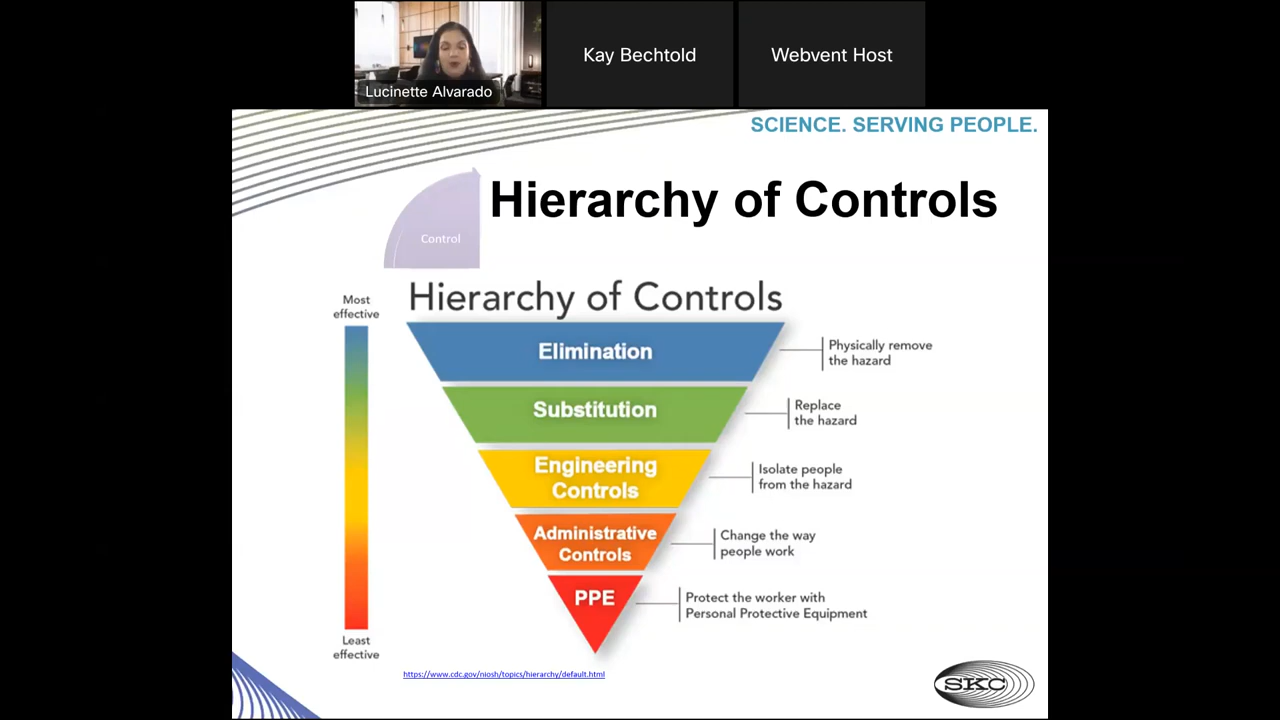 Lucinette Alvarado
Kay Bechtold
Webvent Host
SCIENCE. SERVING PEOPLE.
Hierarchy of Controls
Control
Hierarchy of Controls
Most
effective
Elimination
Physically remove
the hazard
Substitution
Replace
the hazard
Engineering
Controls
Isolate people
from the hazard
Administrative
Controls
Change the way
people work
PPE
Protect the worker with
Personal Protective Equipment
Least
effective
https://www.cdc.gov/niosh/topics/hierarchy/default.html
SKC